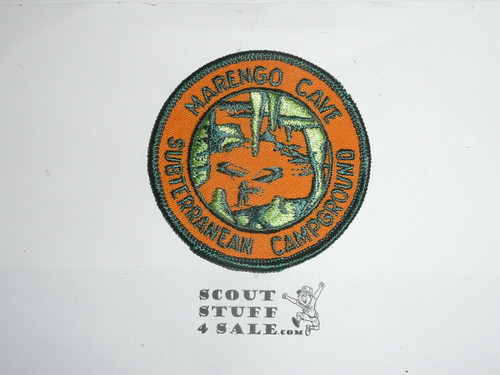 MARENGO CAVE
SUBTERRANEAN CAMPGROUND
SCOUT
STUFF
4 SALE.COM